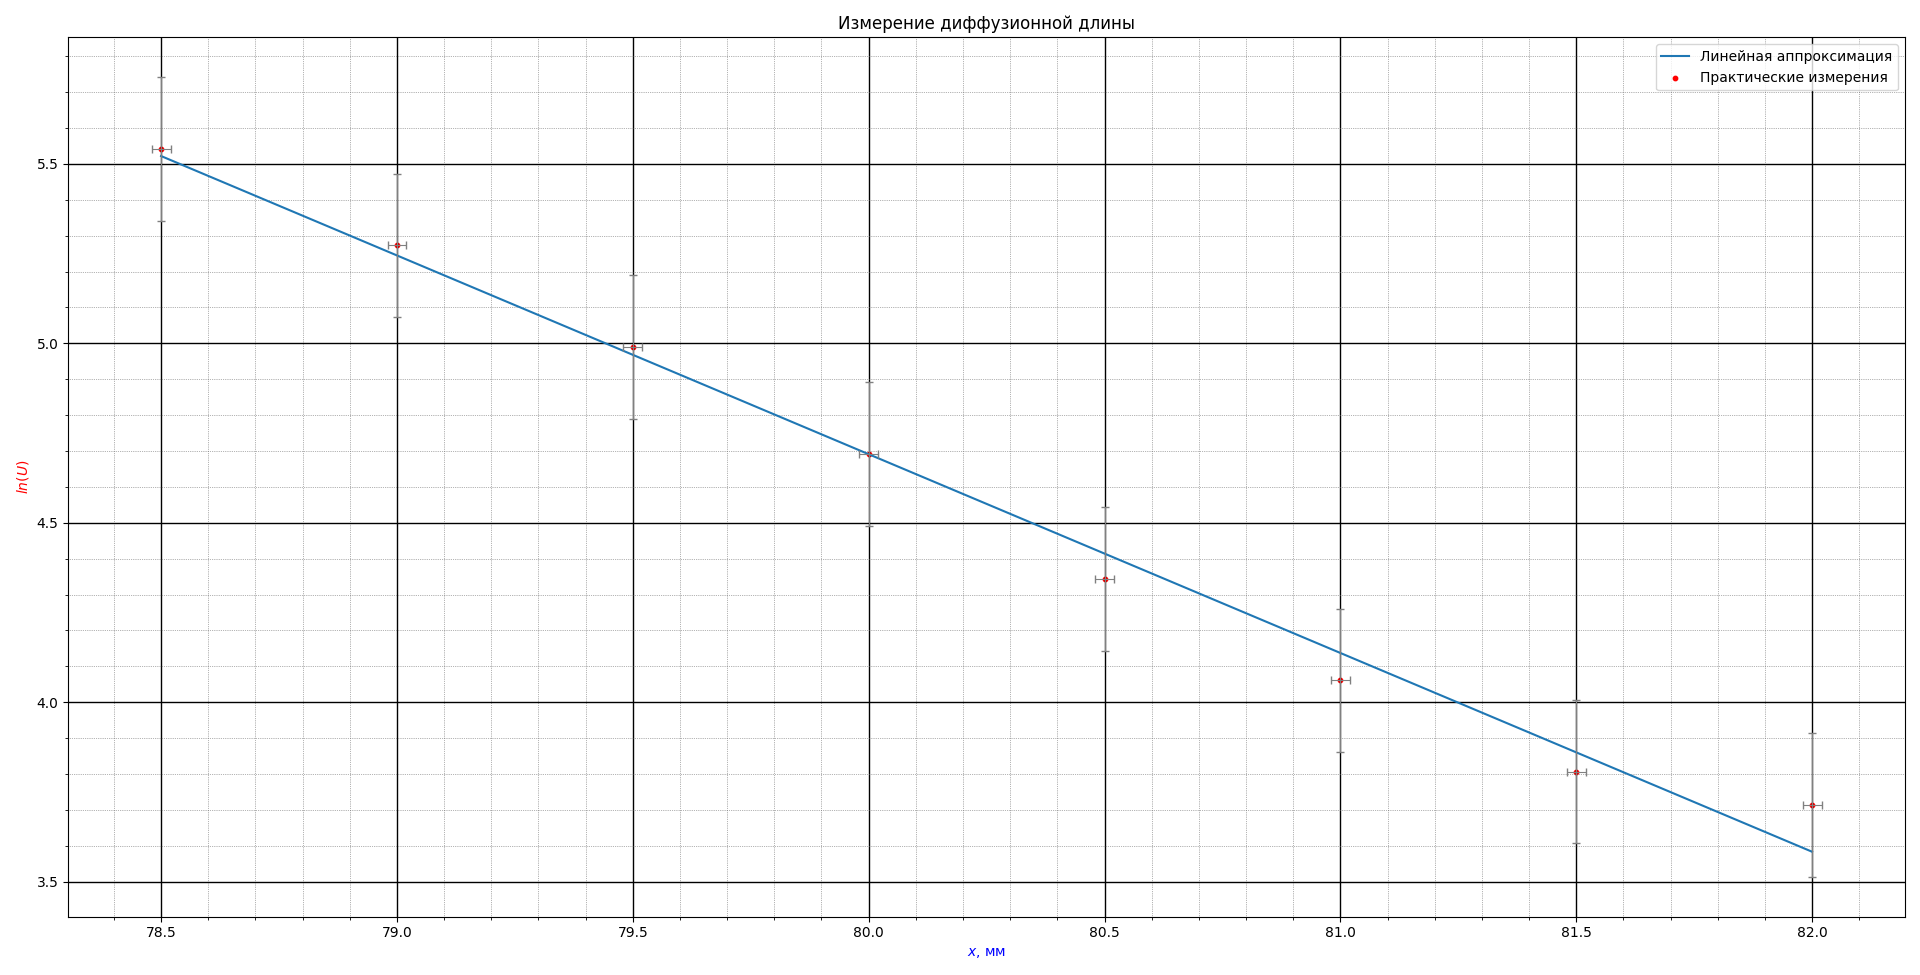 Измерение диффузионной длины
Линейная аппроксимация
Практические измерения
5.5
5.0
4.5
4.0
3.5
ln(U)
78.5 79.0 79.5 80.0 80.5 81.0 81.5 82.0
x, мм